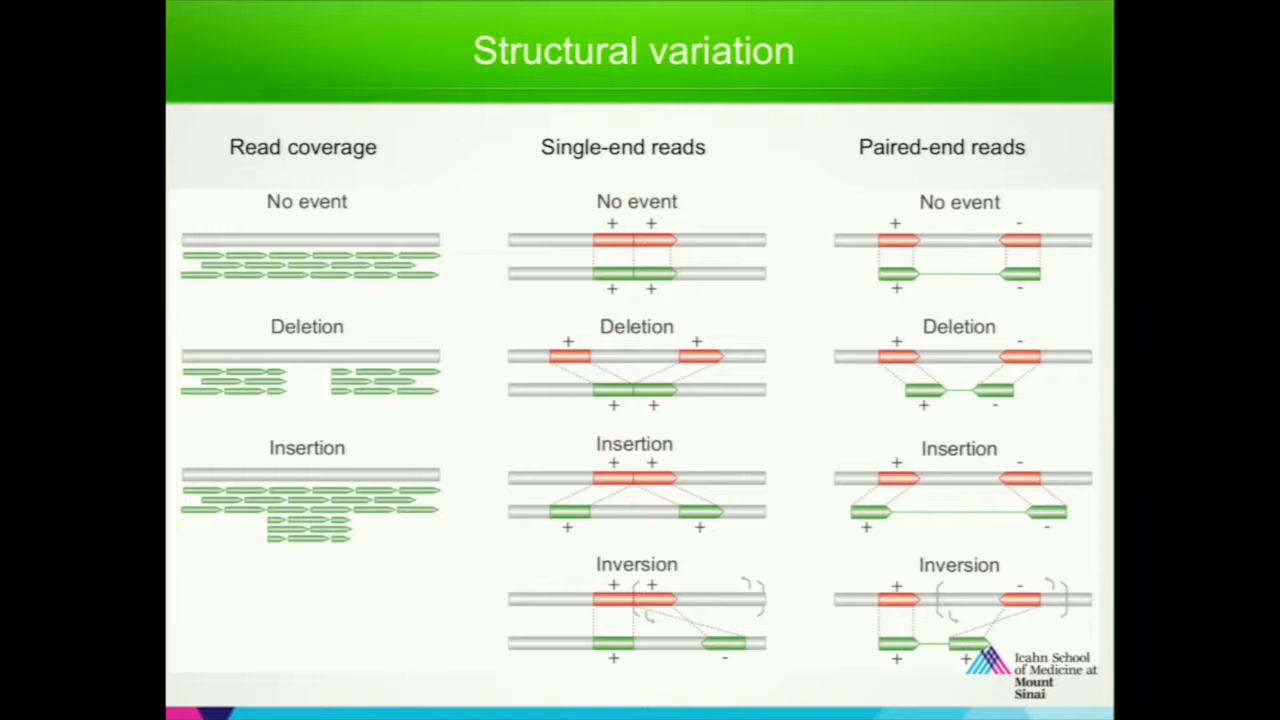 Structural variation
Read coverage
Single-end reads
Paired-end reads
No event
No event
No event
+ +
+ -
+ +
+ -
Deletion
Deletion
Deletion
+ +
+ -
+ +
+ -
Insertion
Insertion
Insertion
+ +
+ -
+ +
+ -
Inversion
Inversion
+ +
+ -
+ -
+ +
Icahn School
of Medicine at
Mount
Sinai